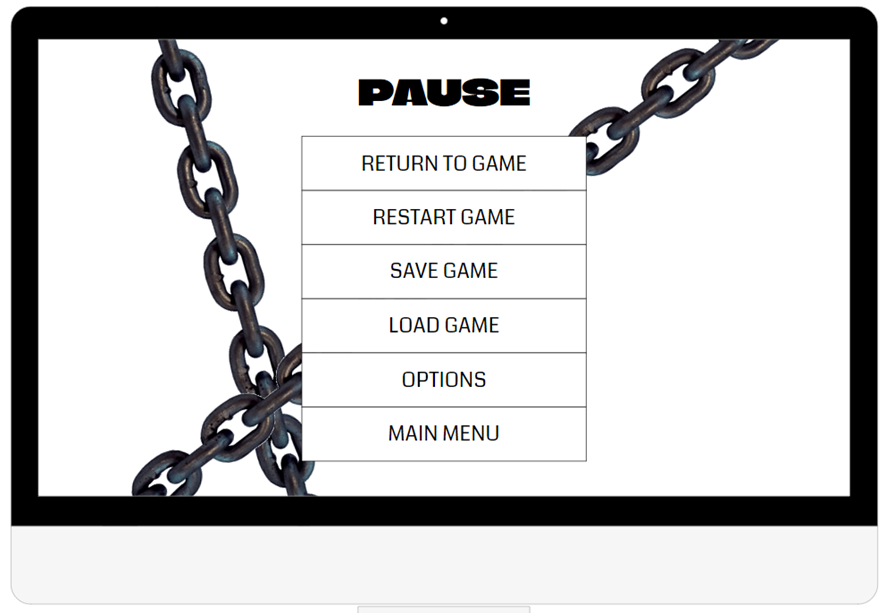 PAUSE
RETURN TO GAME
RESTART GAME
SAVE GAME
LOAD GAME
OPTIONS
MAIN MENU